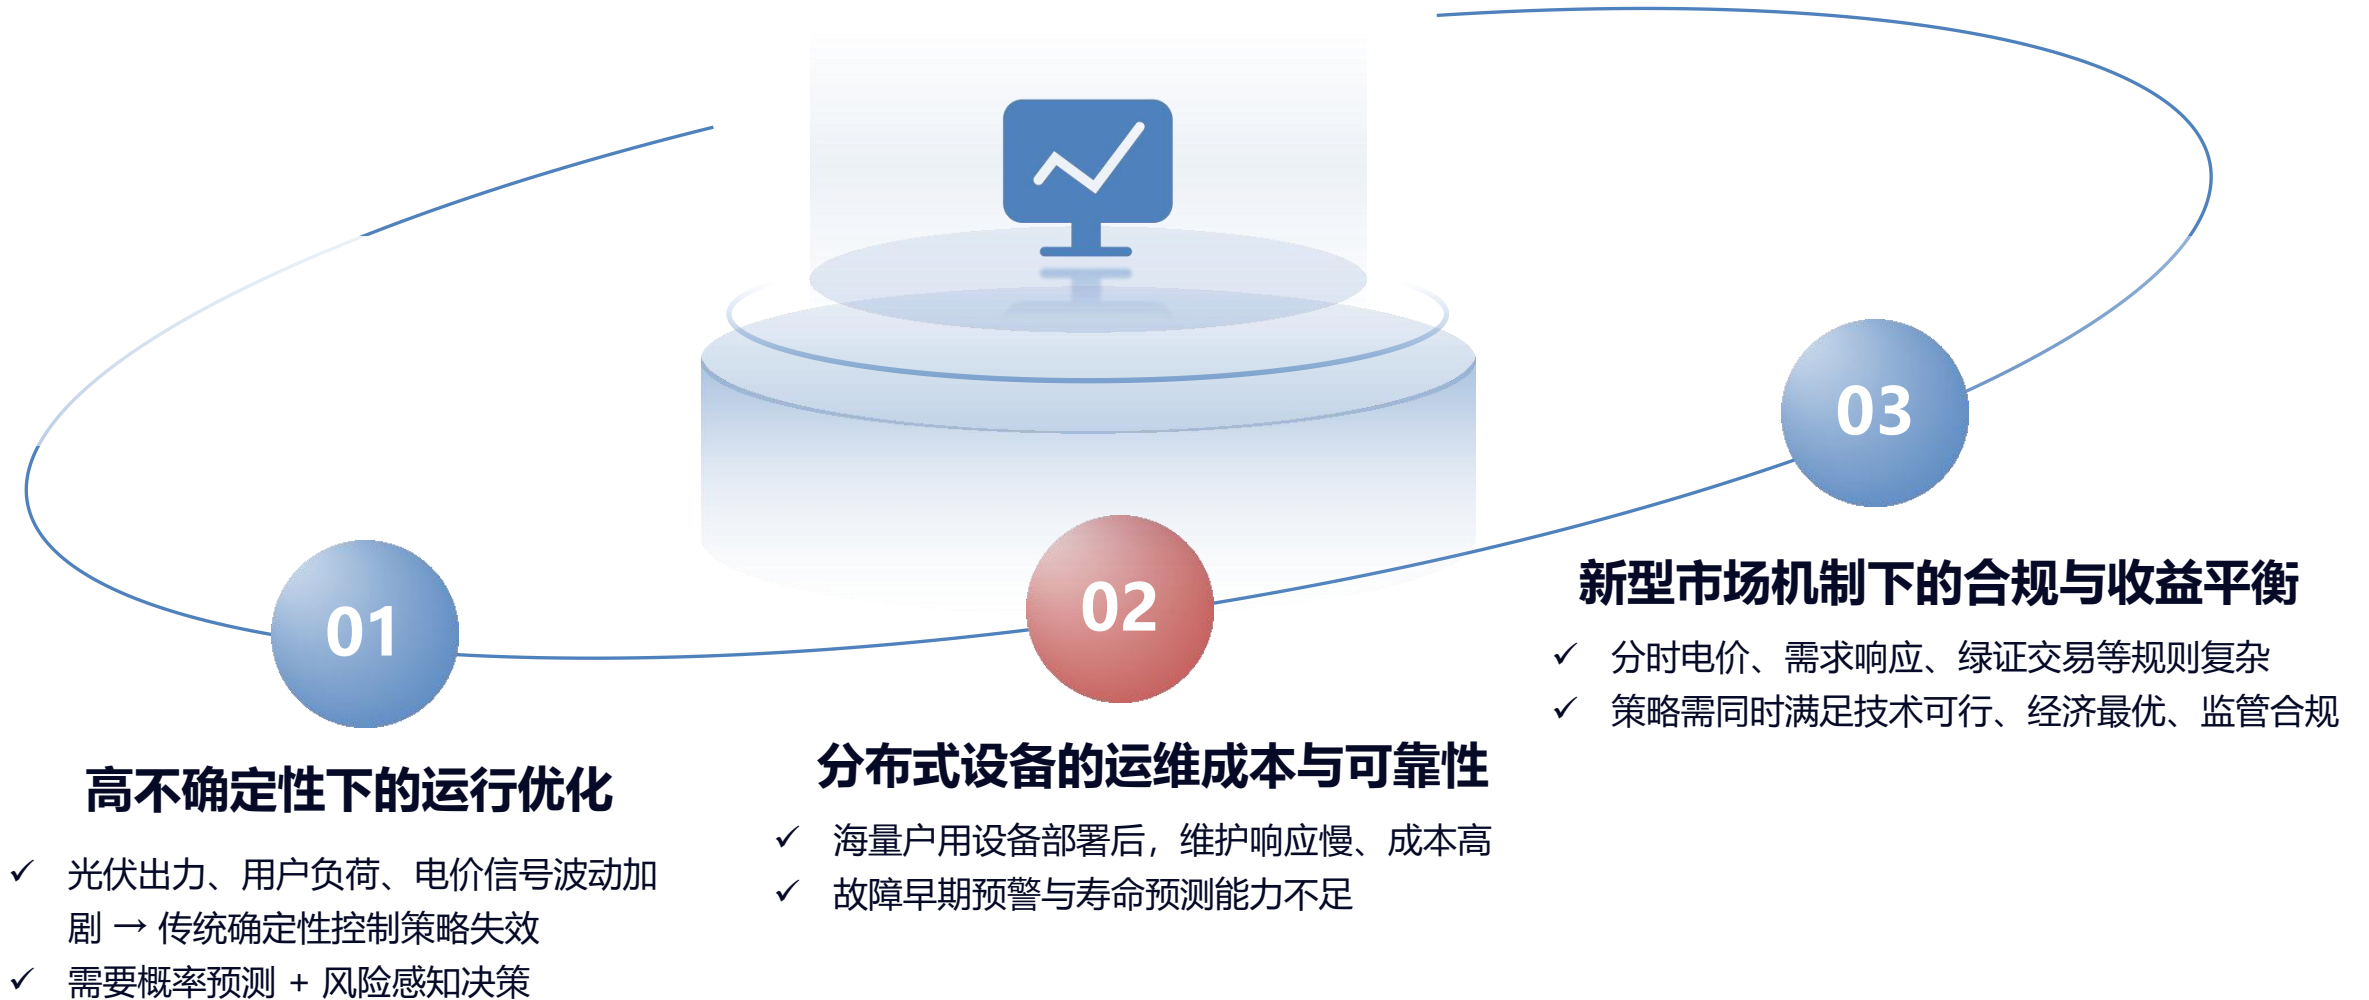 01
高不确定性下的运行优化
✓ 光伏出力、用户负荷、电价信号波动加
剧 → 传统确定性控制策略失效
✓ 需要概率预测 + 风险感知决策
02
分布式设备的运维成本与可靠性
✓ 海量户用设备部署后，维护响应慢、成本高
✓ 故障早期预警与寿命预测能力不足
03
新型市场机制下的合规与收益平衡
✓ 分时电价、需求响应、绿证交易等规则复杂
✓ 策略需同时满足技术可行、经济最优、监管合规